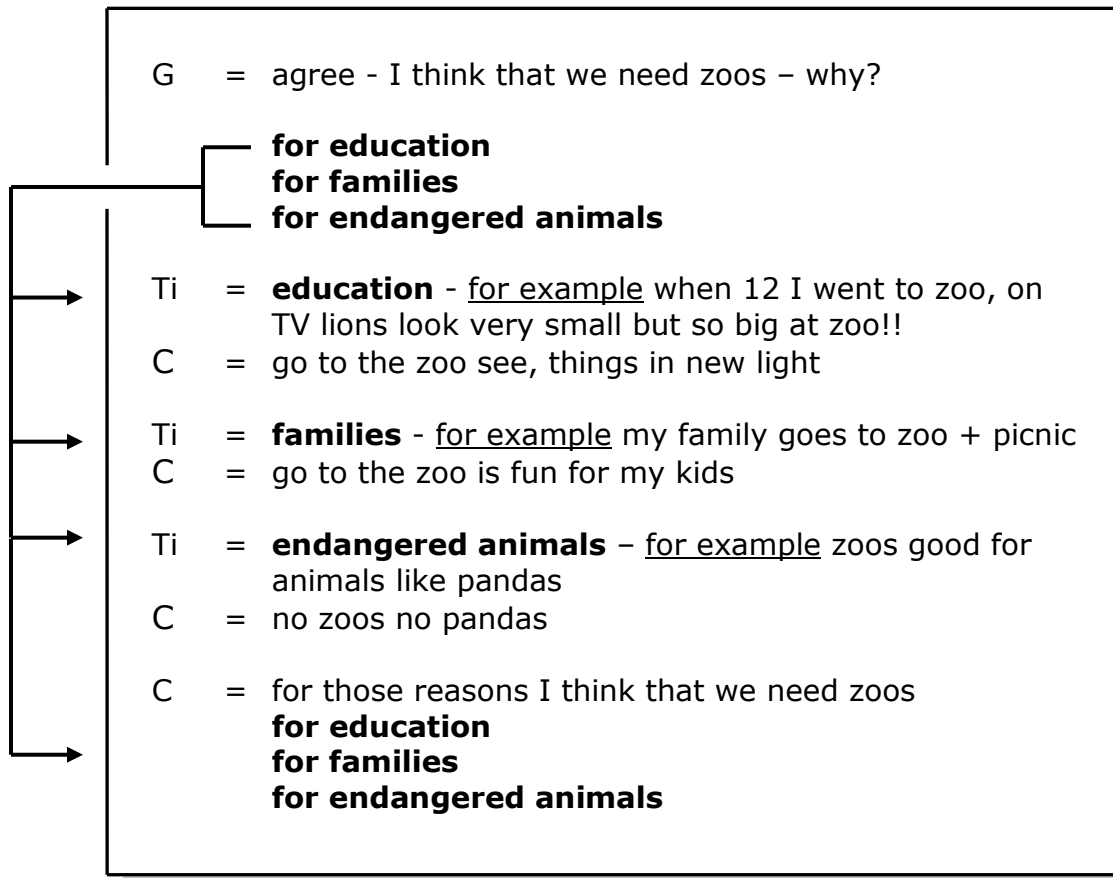 G = agree - I think that we need zoos – why?
for education
for families
for endangered animals
Ti = education - for example when 12 I went to zoo, on
TV lions look very small but so big at zoo!!
C = go to the zoo see, things in new light
Ti = families - for example my family goes to zoo + picnic
C = go to the zoo is fun for my kids
Ti = endangered animals – for example zoos good for
animals like pandas
C = no zoos no pandas
C = for those reasons I think that we need zoos
for education
for families
for endangered animals